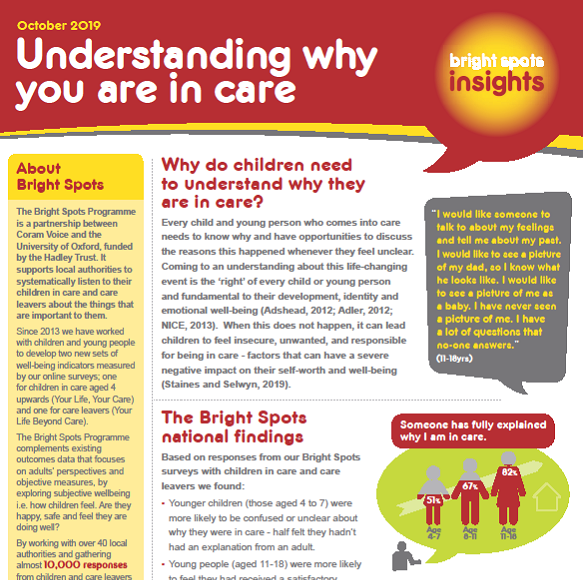 October 2019
Understanding why
you are in care
bright spots
insights
About
Bright Spots
The Bright Spots Programme
is a partnership between
Coram Voice and the
University of Oxford, funded
by the Hadley Trust. It
supports local authorities to
systematically listen to their
children in care and care
leavers about the things that
are important to them.
Since 2013 we have worked
with children and young people
to develop two new sets of
well-being indicators measured
by our online surveys; one
for children in care aged 4
upwards (Your Life, Your Care)
and one for care leavers (Your
Life Beyond Care).
The Bright Spots Programme
complements existing
outcomes data that focuses
on adults' perspectives and
objective measures, by
exploring subjective wellbeing
i.e. how children feel. Are they
happy, safe and feel they are
doing well?
By working with over 40 local
authorities and gathering
almost 10,000 responses
from children and care leavers
Why do children need
to understand why they
are in care?
Every child and young person who comes into care
needs to know why and have opportunities to discuss
the reasons this happened whenever they feel unclear.
Coming to an understanding about this life-changing
event is the 'right' of every child or young person
and fundamental to their development, identity and
emotional well-being (Adshead, 2012; Adler, 2012;
NICE, 2013). When this does not happen, it can lead
children to feel insecure, unwanted, and responsible
for being in care - factors that can have a severe
negative impact on their self-worth and well-being
(Staines and Selwyn, 2019).
"I would like someone to
talk to about my feelings
and tell me about my past.
I would like to see a picture
of my dad, so I know what
he looks like. I would like
to see a picture of me as
a baby. I have never seen
a picture of me. I have
a lot of questions that
no-one answers."
(11-18yrs)
The Bright Spots
national findings
Based on responses from our Bright Spots
surveys with children in care and care
leavers we found:
• Younger children (those aged 4 to 7) were
more likely to be confused or unclear about
why they were in care - half felt they hadn't
had an explanation from an adult.
• Young people (aged 11-18) were more likely
to feel they had received a satisfactory
Someone has fully explained
why I am in care.
51%
67%
82%
Age
4-7
Age
8-11
Age
11-18